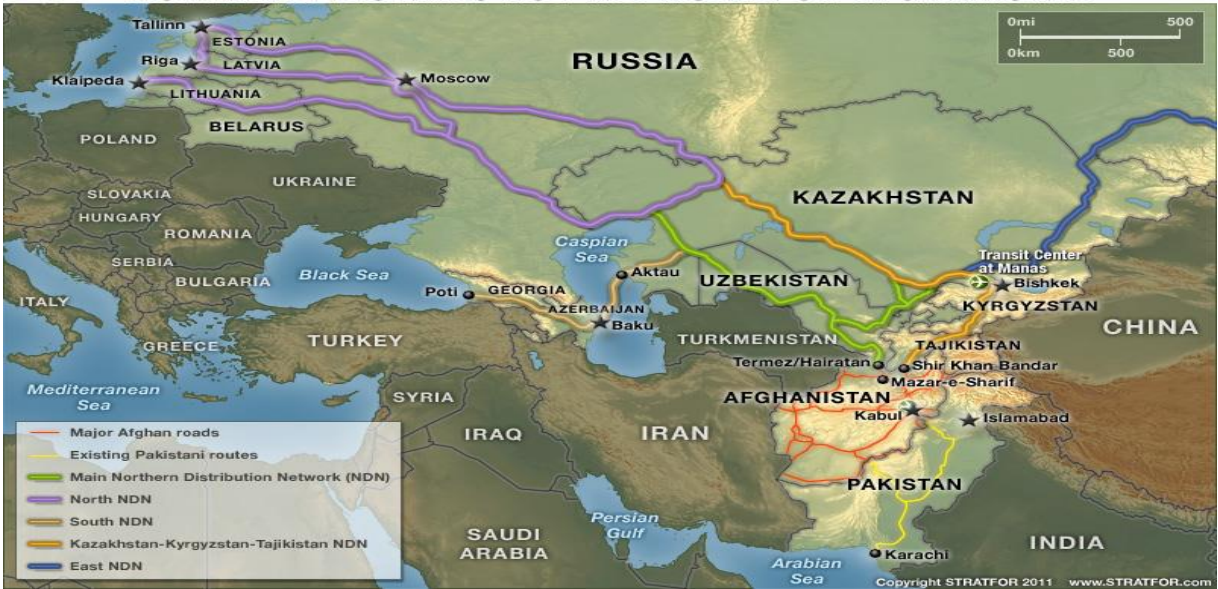 Tallinn
ESTONIA
Riga
LATVIA
Klaipeda
LITHUANIA
Moscow
RUSSIA
0mi 500
0km 500
POLAND
BELARUS
UKRAINE
SLOVAKIA
HUNGARY
ROMANIA
SERBIA
BULGARIA
ITALY
GREECE
Black Sea
Caspian
Sea
KAZAKHSTAN
Aktau
UZBEKISTAN
Transit Center
at Manas
Bishkek
KYRGYZSTAN
Poti
GEORGIA
AZERBAIJAN
Baku
TURKEY
TURKMENISTAN
TAJIKISTAN
CHINA
Termez/Hairatan
Shir Khan Bandar
Mazar-e-Sharif
Mediterranean
Sea
SYRIA
IRAQ
IRAN
AFGHANISTAN
Kabul
Islamabad
PAKISTAN
Persian
Gulf
SAUDI
ARABIA
Karachi
INDIA
Arabian
Sea
Major Afghan roads
Existing Pakistani routes
Main Northern Distribution Network (NDN)
North NDN
South NDN
Kazakhstan-Kyrgyzstan-Tajikistan NDN
East NDN
Copyright STRATFOR 2011 www.STRATFOR.com